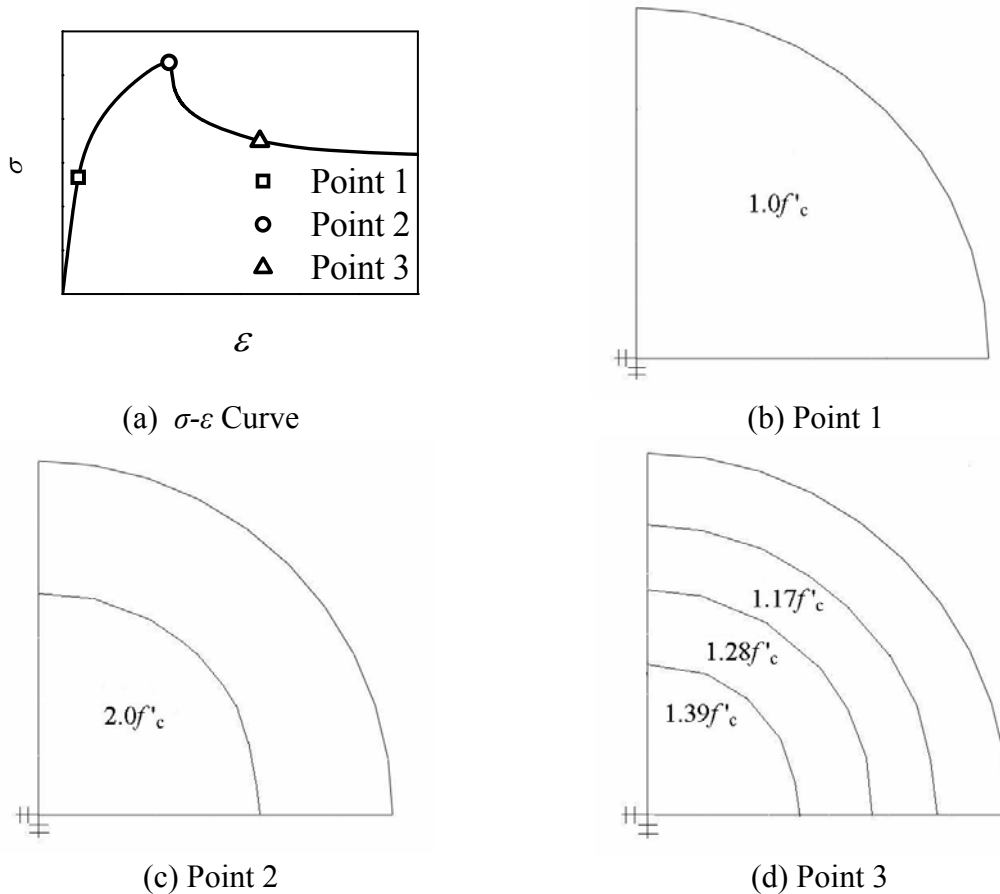 σ
Point 1
Point 2
Point 3
ε
(a) σ-ε Curve
1.0f'c
(b) Point 1
2.0f'c
(c) Point 2
1.17f'c
1.28f'c
1.39f'c
(d) Point 3